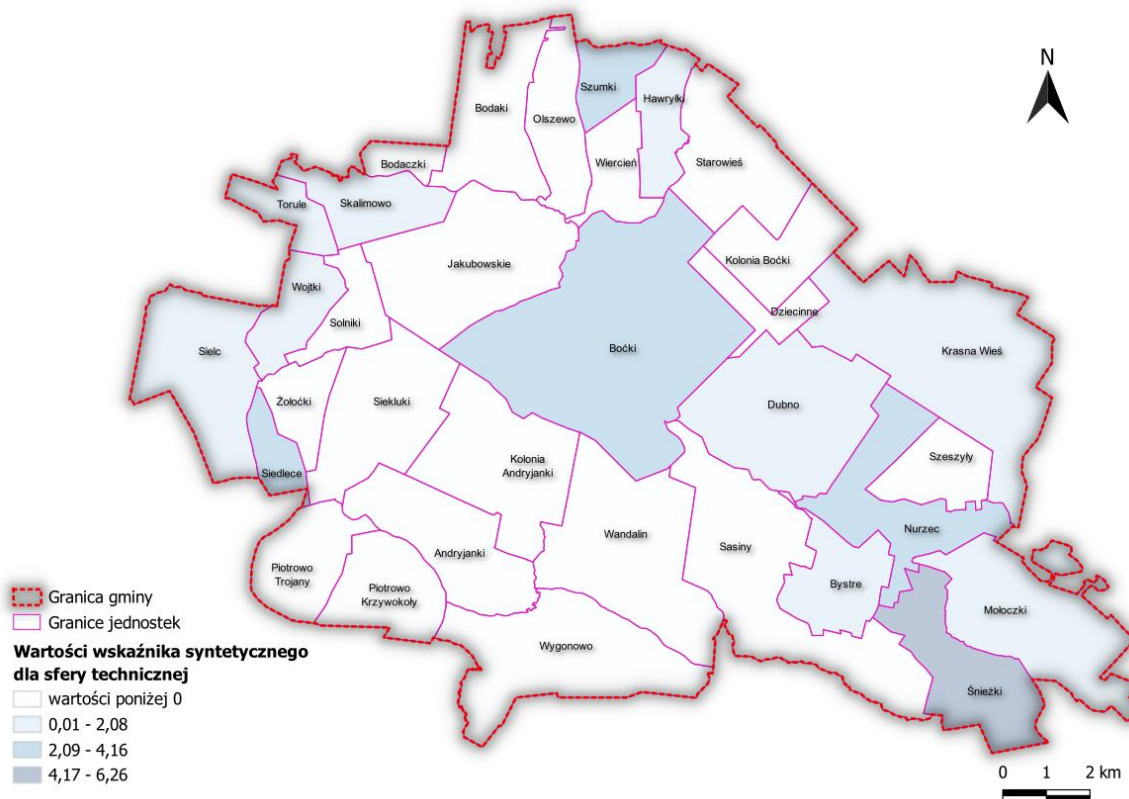 N
Szumki
Hawryłki
Bodaki
Olszewo
Wiercień
Starowieś
Bodaczki
Torule
Skalimowo
Jakubowskie
Kolonia Boćki
Wojtki
Solniki
Dziecinne
Sielc
Boćki
Krasna Wieś
Żołoćki
Siekluki
Dubno
Kolonia
Andryjanki
Szeszyły
Siedlece
Nurzec
Wandalin
Sasiny
Andryjanki
Piotrowo
Trojany
Piotrowo
Krzywokoły
Bystre
Mołoczki
Wygonowo
Śnieżki
Granica gminy
Granice jednostek
Wartości wskaźnika syntetycznego
dla sfery technicznej
wartości poniżej 0
0,01 - 2,08
2,09 - 4,16
4,17 - 6,26
0 1 2 km